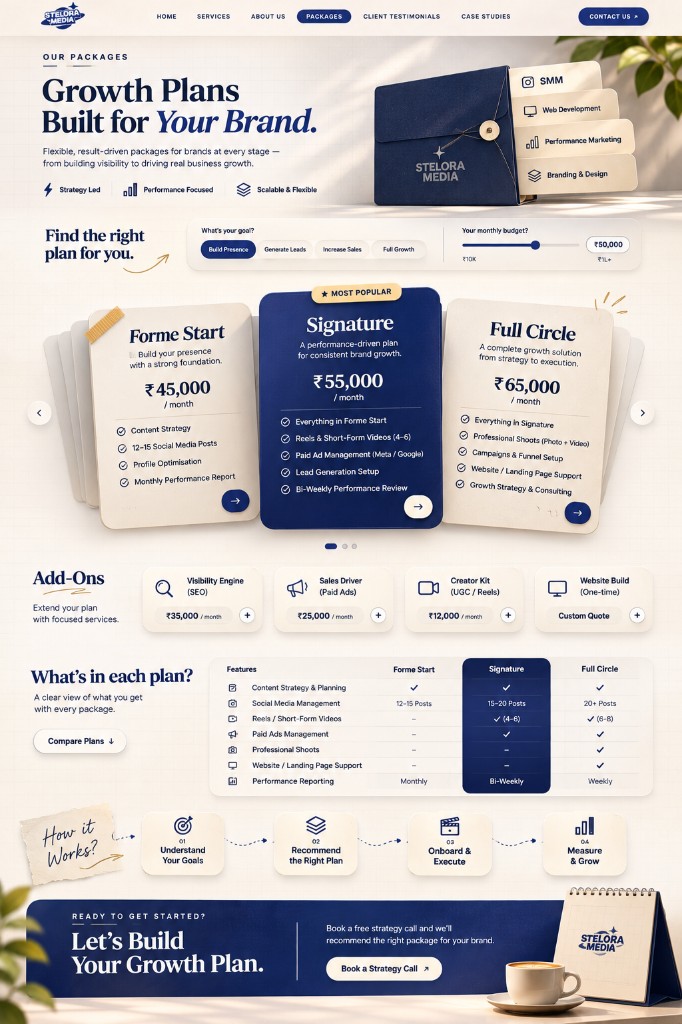 STELORA
MEDIA
HOME
SERVICES
ABOUT US
PACKAGES
CLIENT TESTIMONIALS
CASE STUDIES
CONTACT US
OUR PACKAGES
Growth Plans
Built for Your Brand.
Flexible, result-driven packages for brands at every stage —
from building visibility to driving real business growth.
Strategy Led
Performance Focused
Scalable & Flexible
STELORA
MEDIA
SMM
Web Development
Performance Marketing
Branding & Design
Find the right
plan for you.
What's your goal?
Build Presence
Generate Leads
Increase Sales
Full Growth
Your monthly budget?
₹50,000
₹10K
₹1L+
Forme Start
Build your presence
with a strong foundation.
₹45,000
/ month
Content Strategy
12–15 Social Media Posts
Profile Optimisation
Monthly Performance Report
★ MOST POPULAR
Signature
A performance-driven plan
for consistent brand growth.
₹55,000
/ month
Everything in Forme Start
Reels & Short-Form Videos (4–6)
Paid Ad Management (Meta / Google)
Lead Generation Setup
Bi-Weekly Performance Review
Full Circle
A complete growth solution
from strategy to execution.
₹65,000
/ month
Everything in Signature
Professional Shoots (Photo + Video)
Campaigns & Funnel Setup
Website / Landing Page Support
Growth Strategy & Consulting
Add-Ons
Extend your plan
with focused services.
Visibility Engine
(SEO)
₹35,000 / month
Sales Driver
(Paid Ads)
₹25,000 / month
Creator Kit
(UGC / Reels)
₹12,000 / month
Website Build
(One-time)
Custom Quote
What's in each plan?
A clear view of what you get
with every package.
Compare Plans ↓
Features Forme Start Signature Full Circle
Content Strategy & Planning ✓ ✓ ✓
Social Media Management 12–15 Posts 15–20 Posts 20+ Posts
Reels / Short-Form Videos – ✓ (4–6) ✓ (6–8)
Paid Ads Management – ✓ ✓
Professional Shoots – – ✓
Website / Landing Page Support – – ✓
Performance Reporting Monthly Bi-Weekly Weekly
How it
Works?
01
Understand
Your Goals
02
Recommend
the Right Plan
03
Onboard &
Execute
04
Measure
& Grow
READY TO GET STARTED?
Let's Build
Your Growth Plan.
Book a free strategy call and we'll
recommend the right package for your brand.
Book a Strategy Call ↗
STELORA
MEDIA